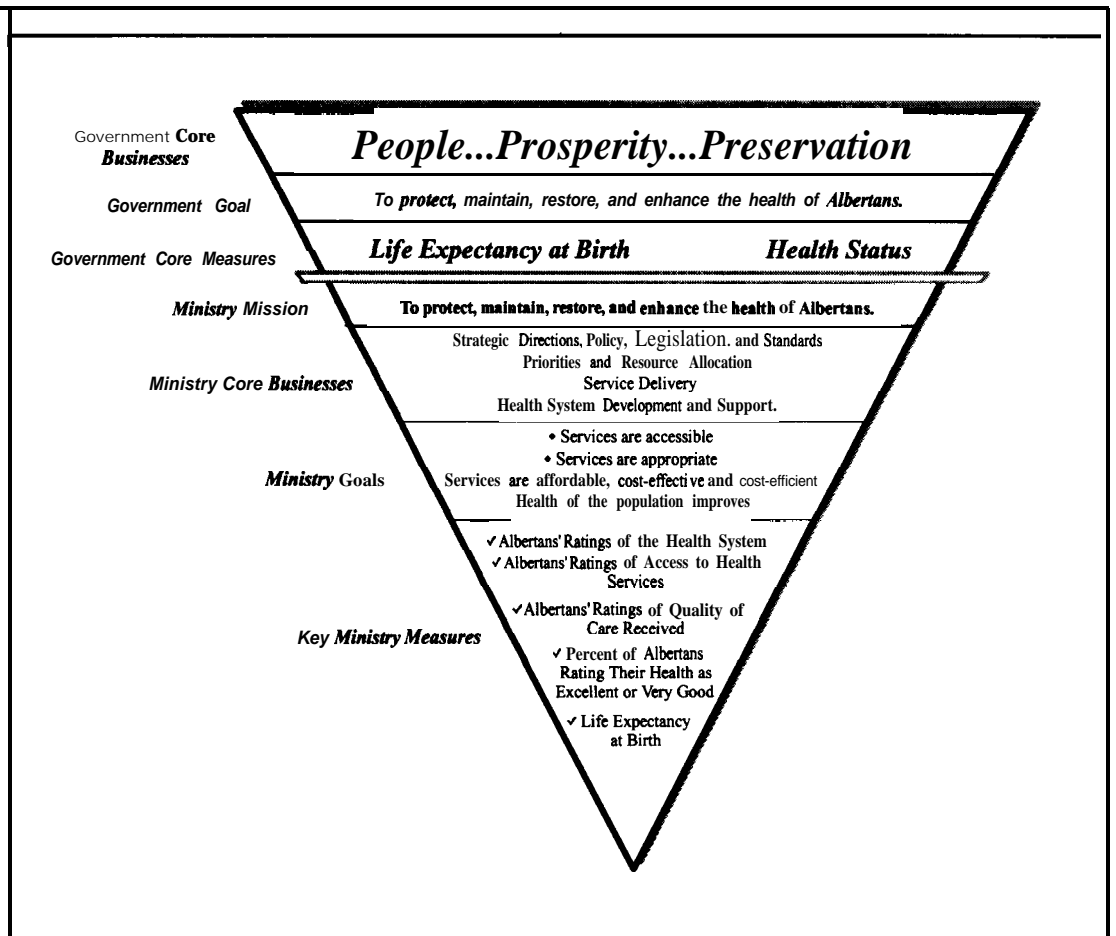 Government Core
Businesses
People...Prosperity...Preservation
Government Goal
To protect, maintain, restore, and enhance the health of Albertans.
Government Core Measures
Life Expectancy at Birth
Health Status
Ministry Mission
To protect, maintain, restore, and enhance the health of Albertans.
Ministry Core Businesses
Strategic Directions, Policy, Legislation. and Standards
Priorities and Resource Allocation
Service Delivery
Health System Development and Support.
Ministry Goals
• Services are accessible
• Services are appropriate
Services are affordable, cost-effective and cost-efficient
Health of the population improves
Key Ministry Measures
✓ Albertans' Ratings of the Health System
✓ Albertans' Ratings of Access to Health
Services
✓ Albertans' Ratings of Quality of
Care Received
✓ Percent of Albertans
Rating Their Health as
Excellent or Very Good
✓ Life Expectancy
at Birth